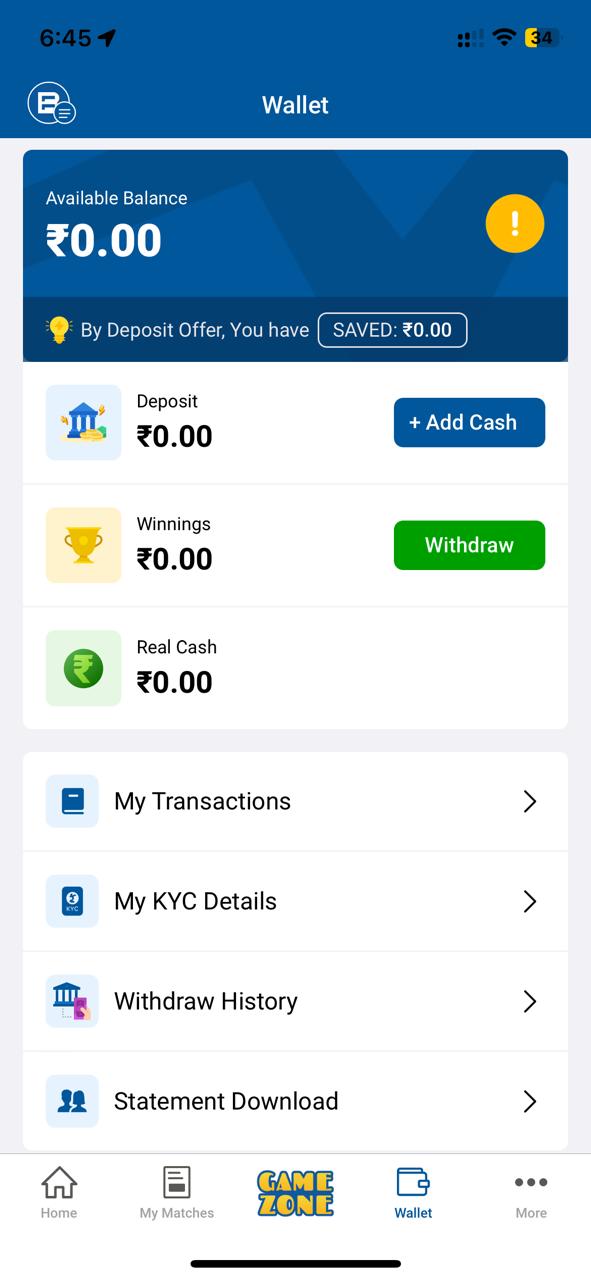 6:45
34
Wallet
Available Balance
₹0.00
!
By Deposit Offer, You have SAVED: ₹0.00
Deposit
₹0.00
+ Add Cash
Winnings
₹0.00
Withdraw
Real Cash
₹0.00
My Transactions
KYC
My KYC Details
Withdraw History
Statement Download
Home
My Matches
GAME
ZONE
Wallet
More